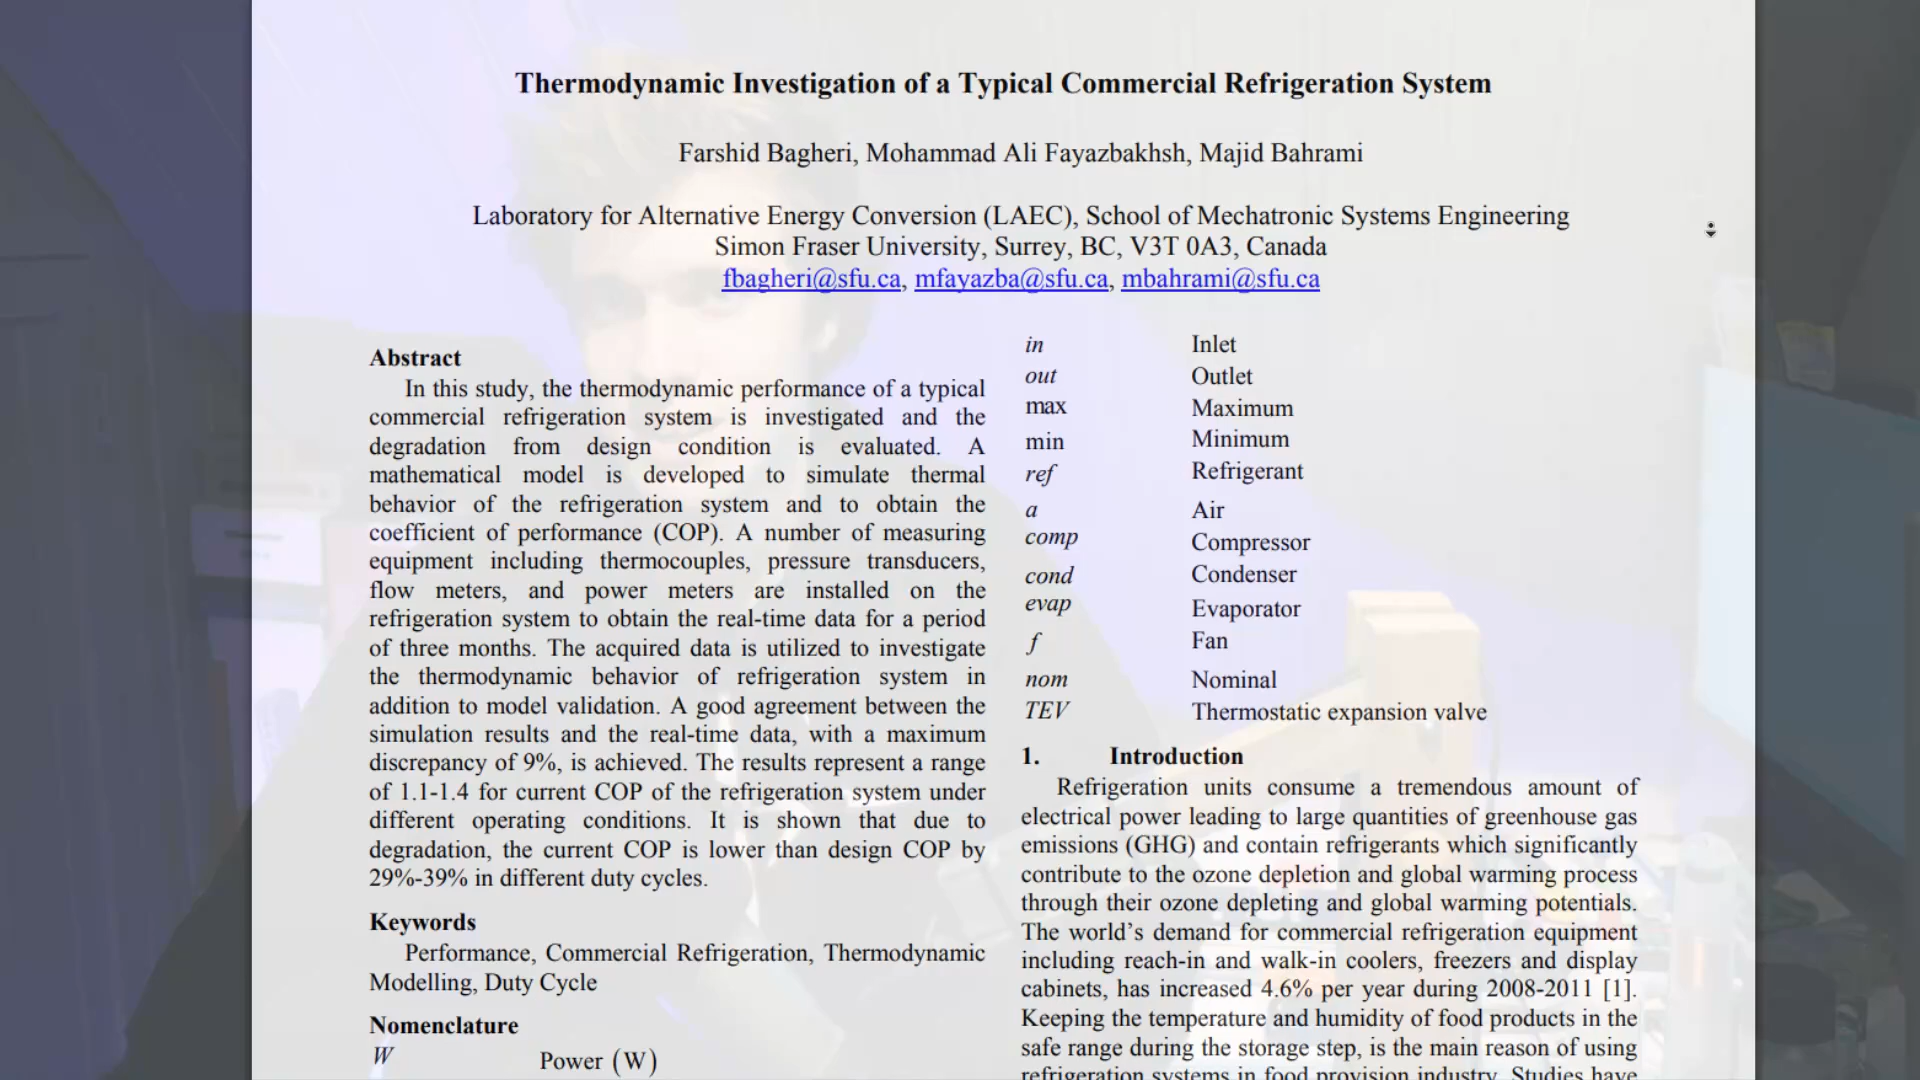 Thermodynamic Investigation of a Typical Commercial Refrigeration System
Farshid Bagheri, Mohammad Ali Fayazbakhsh, Majid Bahrami
Laboratory for Alternative Energy Conversion (LAEC), School of Mechatronic Systems Engineering
Simon Fraser University, Surrey, BC, V3T 0A3, Canada
fbagheri@sfu.ca, mfayazba@sfu.ca, mbahrami@sfu.ca
Abstract
In this study, the thermodynamic performance of a typical
commercial refrigeration system is investigated and the
degradation from design condition is evaluated. A
mathematical model is developed to simulate thermal
behavior of the refrigeration system and to obtain the
coefficient of performance (COP). A number of measuring
equipment including thermocouples, pressure transducers,
flow meters, and power meters are installed on the
refrigeration system to obtain the real-time data for a period
of three months. The acquired data is utilized to investigate
the thermodynamic behavior of refrigeration system in
addition to model validation. A good agreement between the
simulation results and the real-time data, with a maximum
discrepancy of 9%, is achieved. The results represent a range
of 1.1-1.4 for current COP of the refrigeration system under
different operating conditions. It is shown that due to
degradation, the current COP is lower than design COP by
29%-39% in different duty cycles.
Keywords
Performance, Commercial Refrigeration, Thermodynamic
Modelling, Duty Cycle
Nomenclature
W Power (W)
in Inlet
out Outlet
max Maximum
min Minimum
ref Refrigerant
a Air
comp Compressor
cond Condenser
evap Evaporator
f Fan
nom Nominal
TEV Thermostatic expansion valve
1. Introduction
Refrigeration units consume a tremendous amount of
electrical power leading to large quantities of greenhouse gas
emissions (GHG) and contain refrigerants which significantly
contribute to the ozone depletion and global warming process
through their ozone depleting and global warming potentials.
The world's demand for commercial refrigeration equipment
including reach-in and walk-in coolers, freezers and display
cabinets, has increased 4.6% per year during 2008-2011 [1].
Keeping the temperature and humidity of food products in the
safe range during the storage step, is the main reason of using
refrigeration systems in food provision industry. Studies have